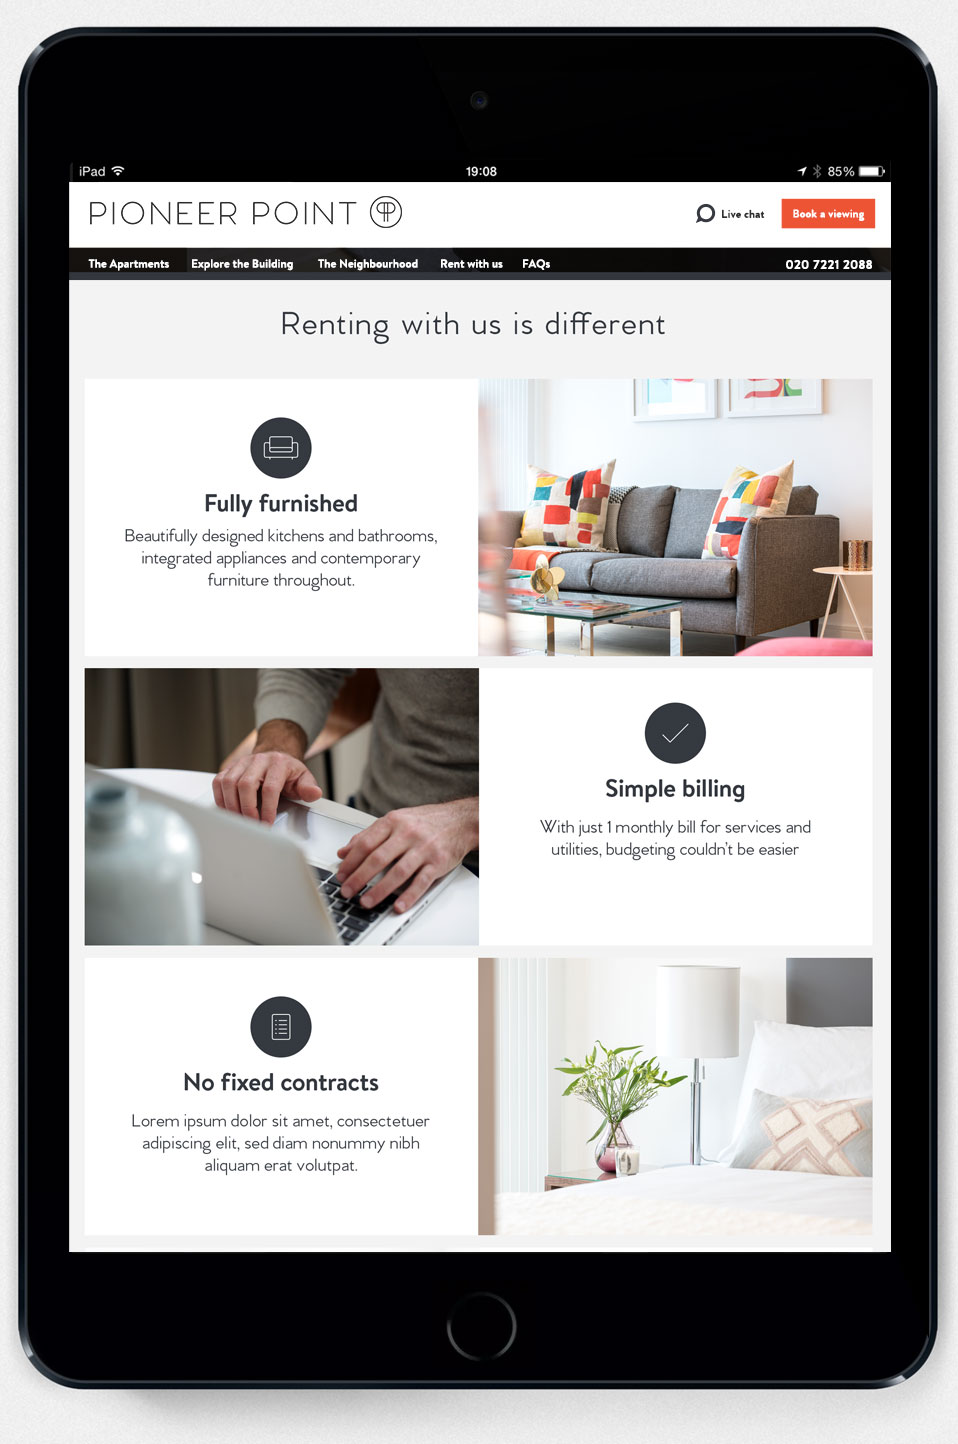 iPad 19:08 85%
PIONEER POINT
Live chat
Book a viewing
The Apartments Explore the Building The Neighbourhood Rent with us FAQs 020 7221 2088
Renting with us is different
Fully furnished
Beautifully designed kitchens and bathrooms,
integrated appliances and contemporary
furniture throughout.
Simple billing
With just 1 monthly bill for services and
utilities, budgeting couldn't be easier
No fixed contracts
Lorem ipsum dolor sit amet, consectetuer
adipiscing elit, sed diam nonummy nibh
aliquam erat volutpat.